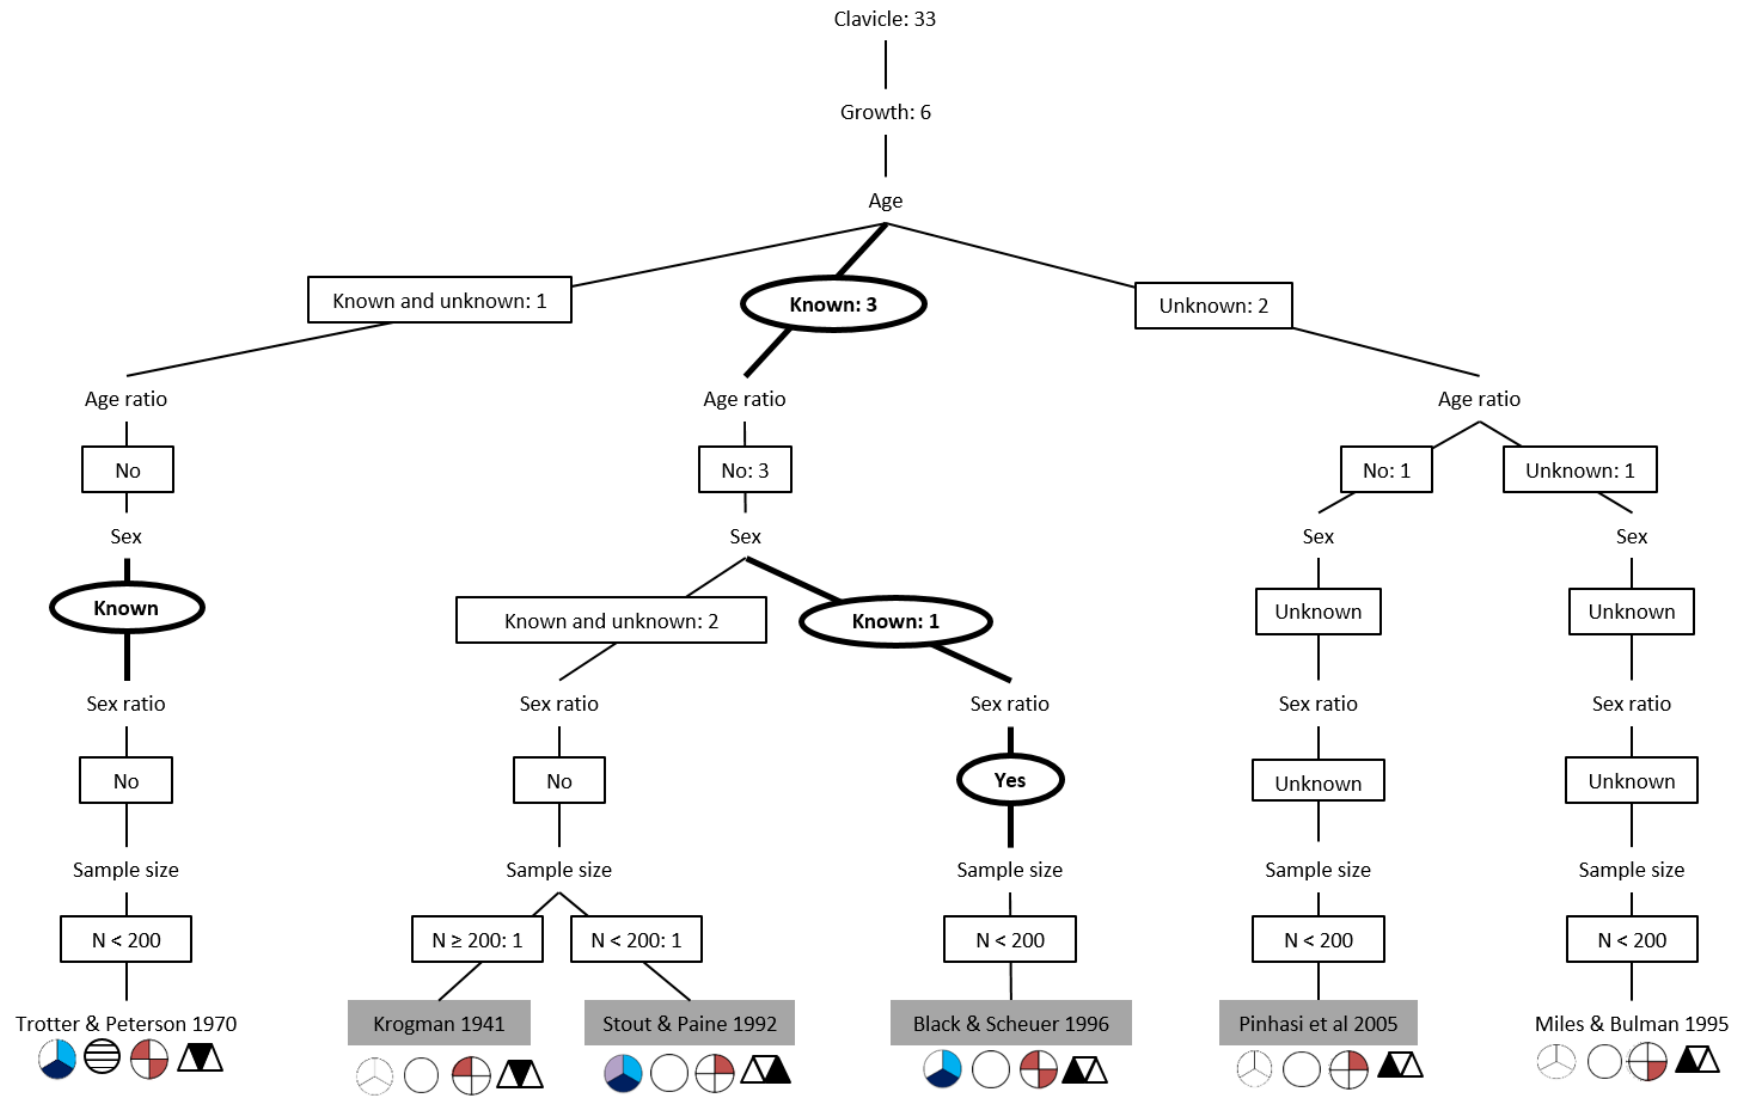 Clavicle: 33
Growth: 6
Age
Known and unknown: 1
Known: 3
Unknown: 2
Age ratio
Age ratio
Age ratio
No
No: 3
No: 1
Unknown: 1
Sex
Sex
Sex
Sex
Known
Known and unknown: 2
Known: 1
Unknown
Unknown
Sex ratio
Sex ratio
Sex ratio
Sex ratio
Sex ratio
No
No
Yes
Unknown
Unknown
Sample size
Sample size
Sample size
Sample size
Sample size
N < 200
N ≥ 200: 1
N < 200: 1
N < 200
N < 200
N < 200
Trotter & Peterson 1970
Krogman 1941
Stout & Paine 1992
Black & Scheuer 1996
Pinhasi et al 2005
Miles & Bulman 1995